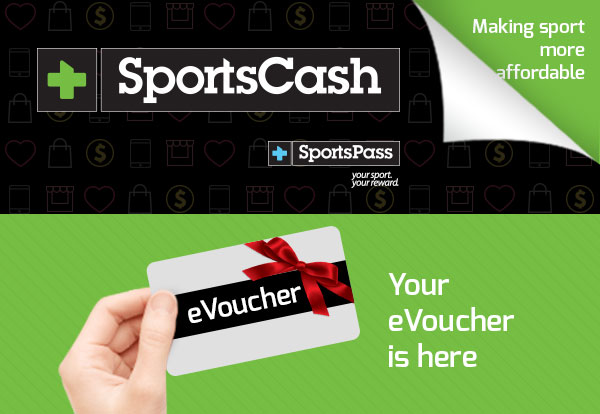 Making sport
more
affordable
SportsCash
SportsPass
your sport.
your reward.
eVoucher
Your
eVoucher
is here